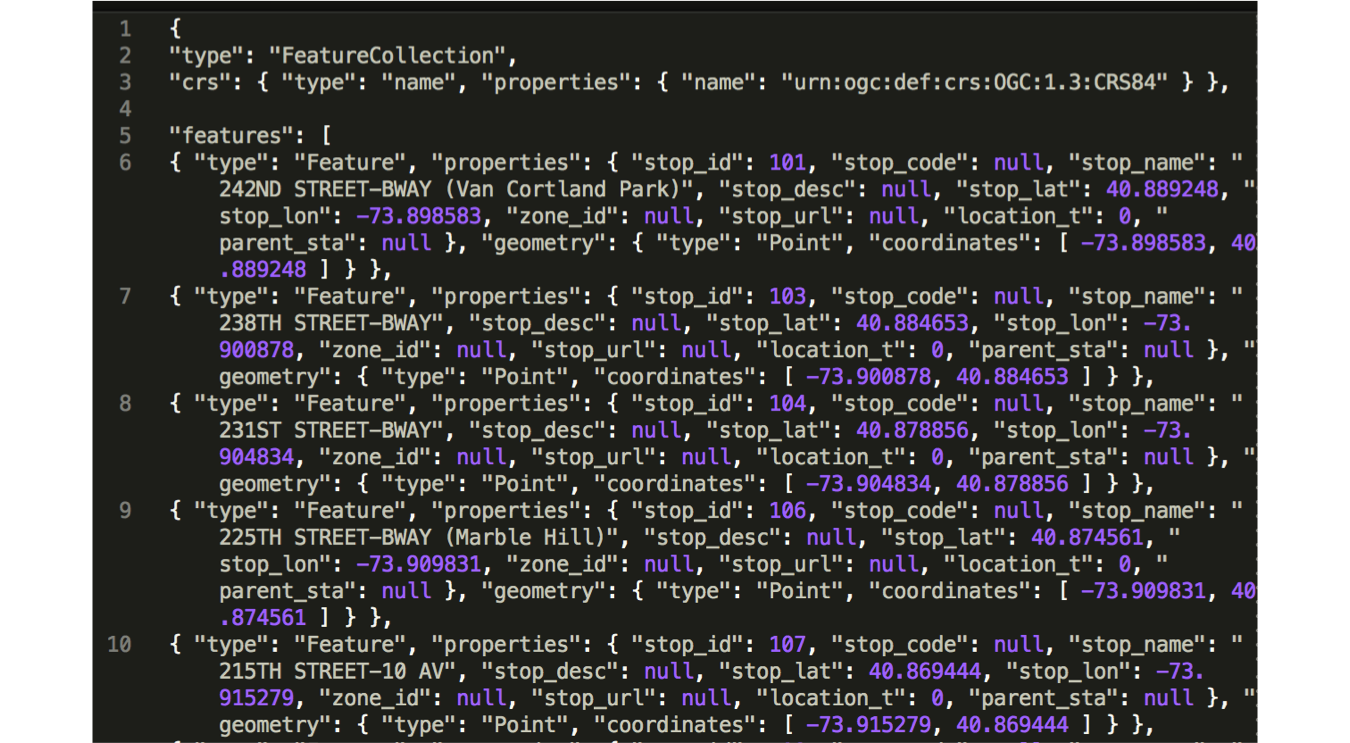 1 {
2 "type": "FeatureCollection",
3 "crs": { "type": "name", "properties": { "name": "urn:ogc:def:crs:OGC:1.3:CRS84" } },
4
5 "features": [
6 { "type": "Feature", "properties": { "stop_id": 101, "stop_code": null, "stop_name": "
242ND STREET-BWAY (Van Cortland Park)", "stop_desc": null, "stop_lat": 40.889248, "
stop_lon": -73.898583, "zone_id": null, "stop_url": null, "location_t": 0, "
parent_sta": null }, "geometry": { "type": "Point", "coordinates": [ -73.898583, 40
.889248 ] } },
7 { "type": "Feature", "properties": { "stop_id": 103, "stop_code": null, "stop_name": "
238TH STREET-BWAY", "stop_desc": null, "stop_lat": 40.884653, "stop_lon": -73.
900878, "zone_id": null, "stop_url": null, "location_t": 0, "parent_sta": null }, "
geometry": { "type": "Point", "coordinates": [ -73.900878, 40.884653 ] } },
8 { "type": "Feature", "properties": { "stop_id": 104, "stop_code": null, "stop_name": "
231ST STREET-BWAY", "stop_desc": null, "stop_lat": 40.878856, "stop_lon": -73.
904834, "zone_id": null, "stop_url": null, "location_t": 0, "parent_sta": null }, "
geometry": { "type": "Point", "coordinates": [ -73.904834, 40.878856 ] } },
9 { "type": "Feature", "properties": { "stop_id": 106, "stop_code": null, "stop_name": "
225TH STREET-BWAY (Marble Hill)", "stop_desc": null, "stop_lat": 40.874561, "
stop_lon": -73.909831, "zone_id": null, "stop_url": null, "location_t": 0, "
parent_sta": null }, "geometry": { "type": "Point", "coordinates": [ -73.909831, 40
.874561 ] } },
10 { "type": "Feature", "properties": { "stop_id": 107, "stop_code": null, "stop_name": "
215TH STREET-10 AV", "stop_desc": null, "stop_lat": 40.869444, "stop_lon": -73.
915279, "zone_id": null, "stop_url": null, "location_t": 0, "parent_sta": null }, "
geometry": { "type": "Point", "coordinates": [ -73.915279, 40.869444 ] } },